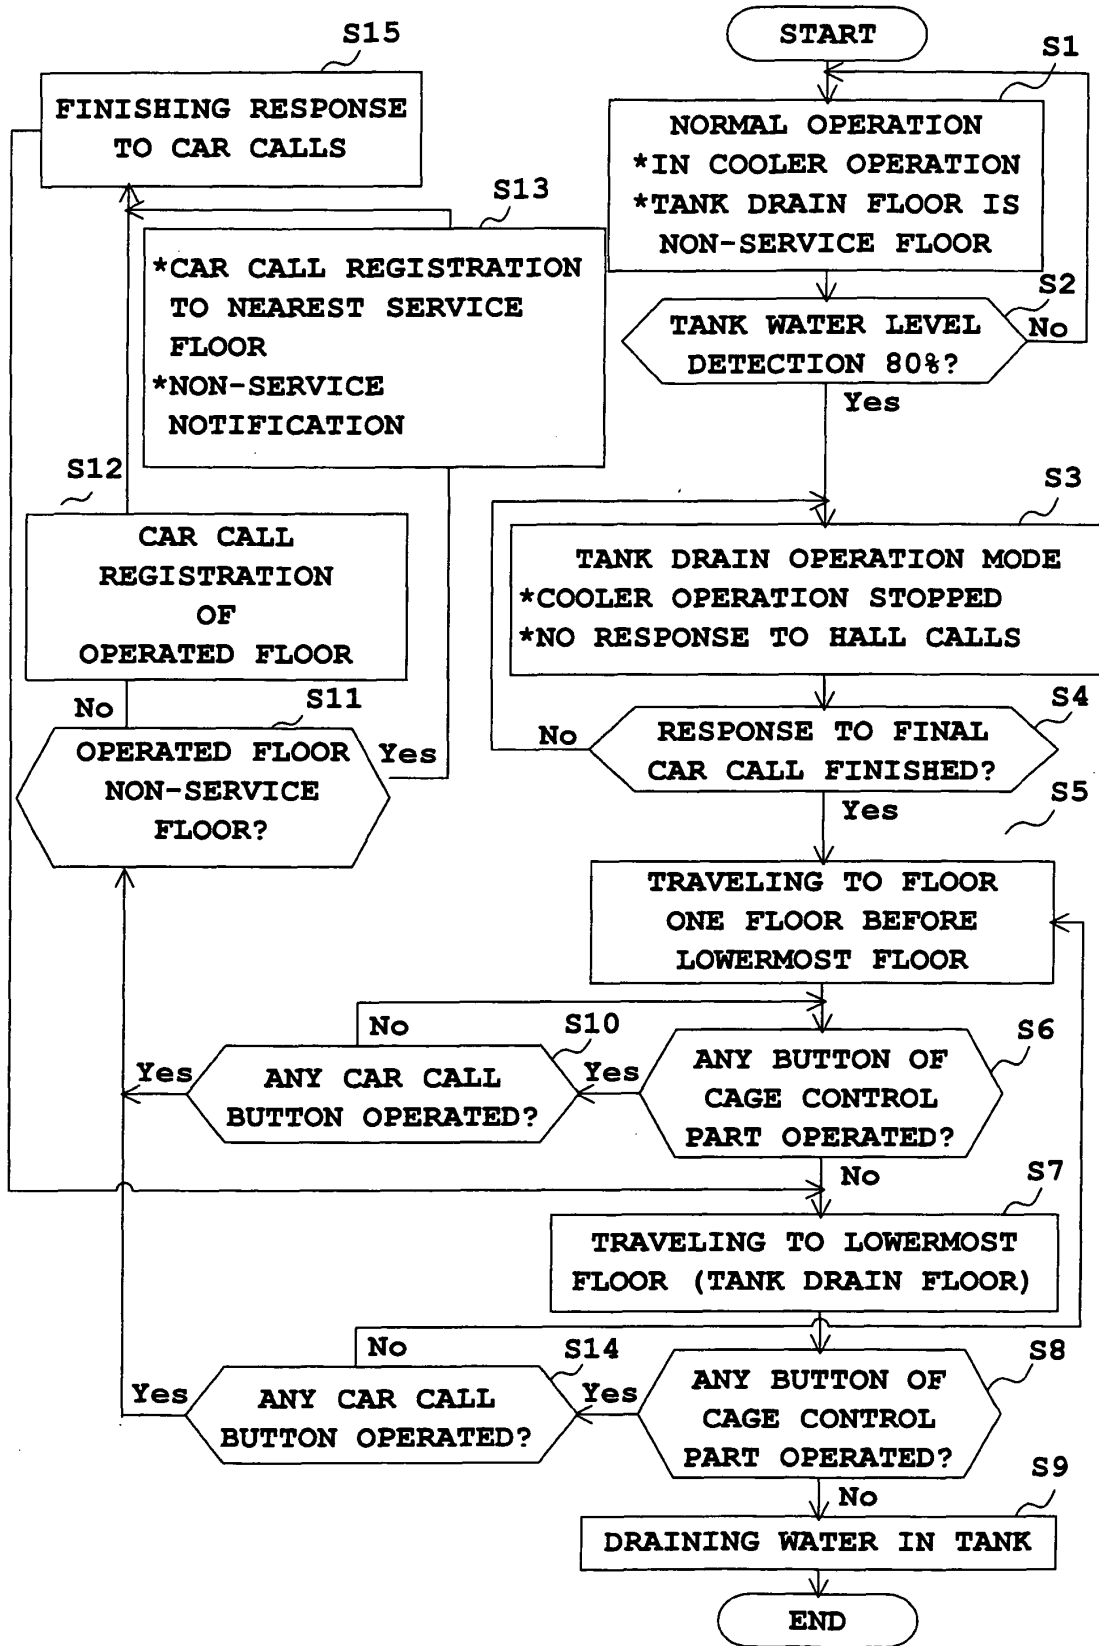 START
S1
NORMAL OPERATION
*IN COOLER OPERATION
*TANK DRAIN FLOOR IS
NON-SERVICE FLOOR
S2
TANK WATER LEVEL
DETECTION 80%?
No
Yes
S3
TANK DRAIN OPERATION MODE
*COOLER OPERATION STOPPED
*NO RESPONSE TO HALL CALLS
S4
RESPONSE TO FINAL
CAR CALL FINISHED?
No
Yes
S5
TRAVELING TO FLOOR
ONE FLOOR BEFORE
LOWERMOST FLOOR
S6
ANY BUTTON OF
CAGE CONTROL
PART OPERATED?
Yes
No
S7
TRAVELING TO LOWERMOST
FLOOR (TANK DRAIN FLOOR)
S8
ANY BUTTON OF
CAGE CONTROL
PART OPERATED?
Yes
No
S9
DRAINING WATER IN TANK
END
S10
ANY CAR CALL
BUTTON OPERATED?
No
Yes
S11
OPERATED FLOOR
NON-SERVICE
FLOOR?
No
Yes
S12
CAR CALL
REGISTRATION
OF
OPERATED FLOOR
S13
*CAR CALL REGISTRATION
TO NEAREST SERVICE
FLOOR
*NON-SERVICE
NOTIFICATION
S14
ANY CAR CALL
BUTTON OPERATED?
No
Yes
S15
FINISHING RESPONSE
TO CAR CALLS